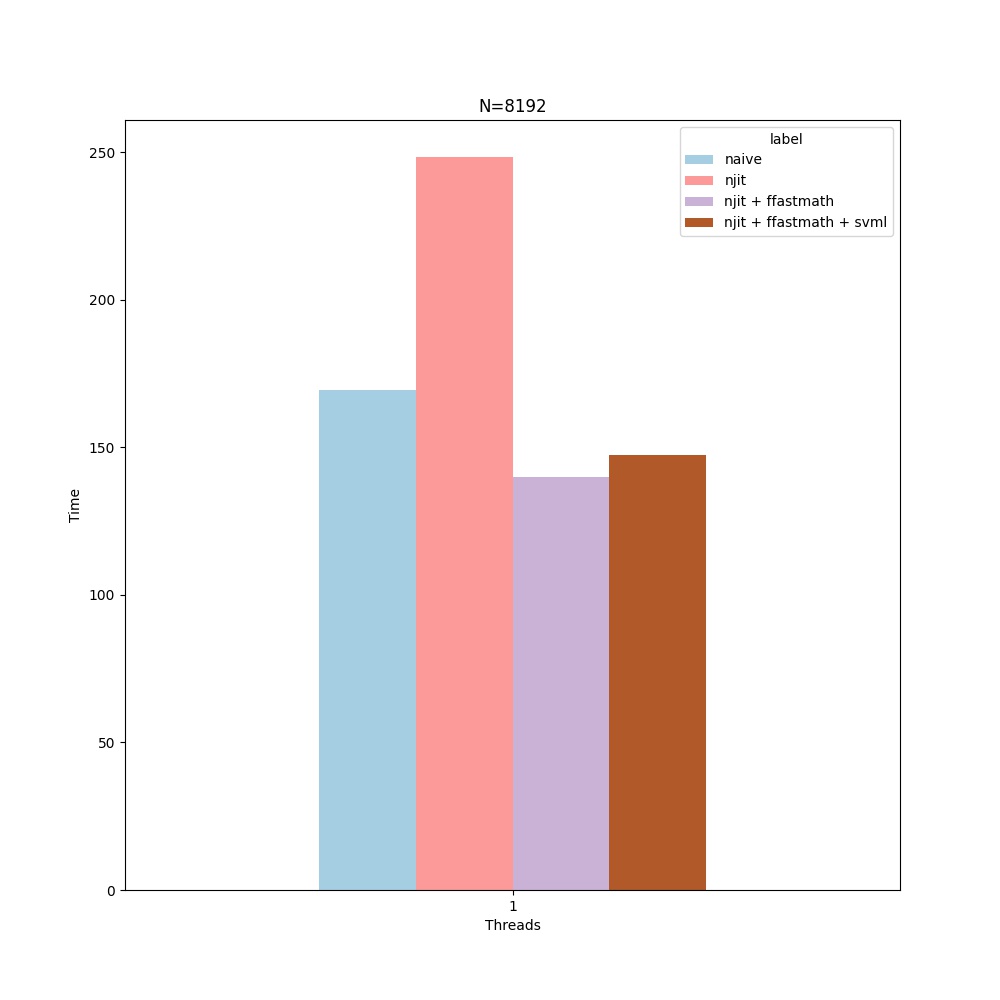 N=8192
label
naive
njit
njit + ffastmath
njit + ffastmath + svml
250
200
150
100
50
0
Time
1
Threads